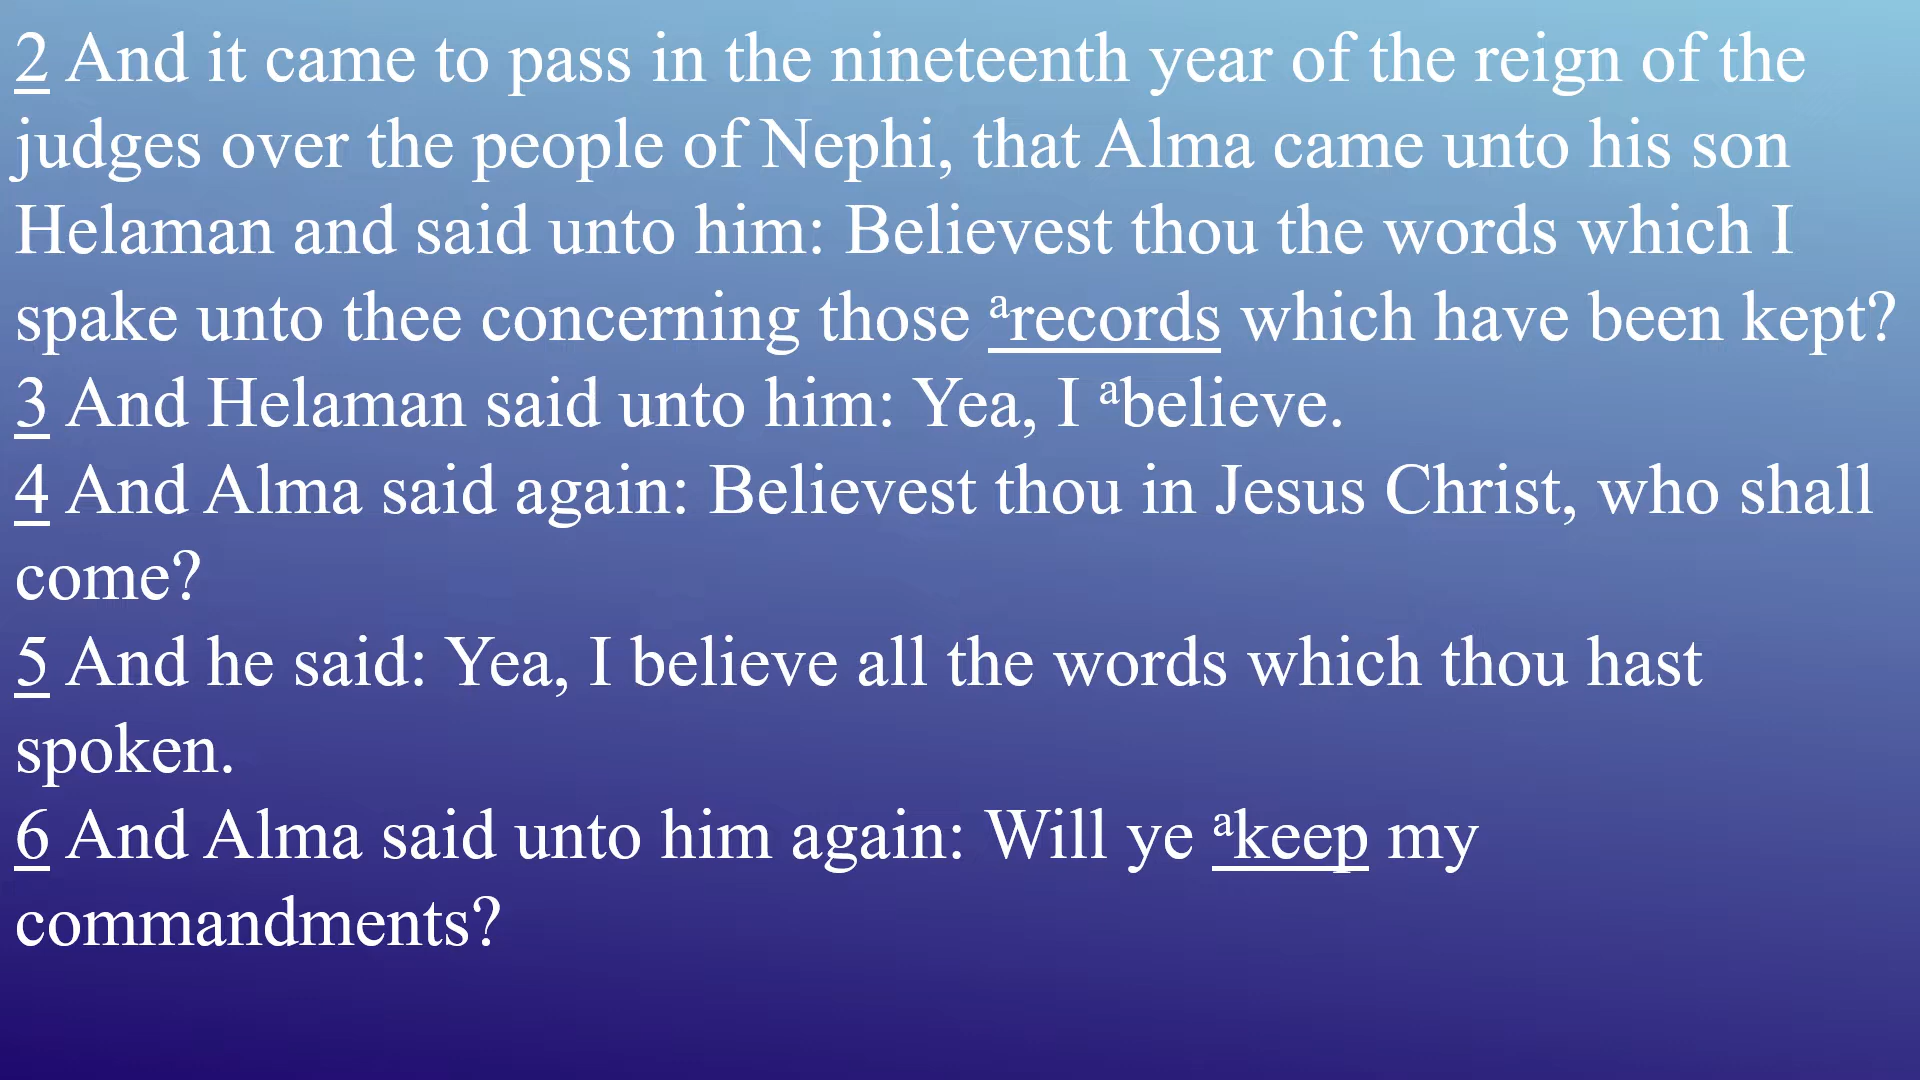 2 And it came to pass in the nineteenth year of the reign of the
judges over the people of Nephi, that Alma came unto his son
Helaman and said unto him: Believest thou the words which I
spake unto thee concerning those ᵃrecords which have been kept?
3 And Helaman said unto him: Yea, I ᵃbelieve.
4 And Alma said again: Believest thou in Jesus Christ, who shall
come?
5 And he said: Yea, I believe all the words which thou hast
spoken.
6 And Alma said unto him again: Will ye ᵃkeep my
commandments?